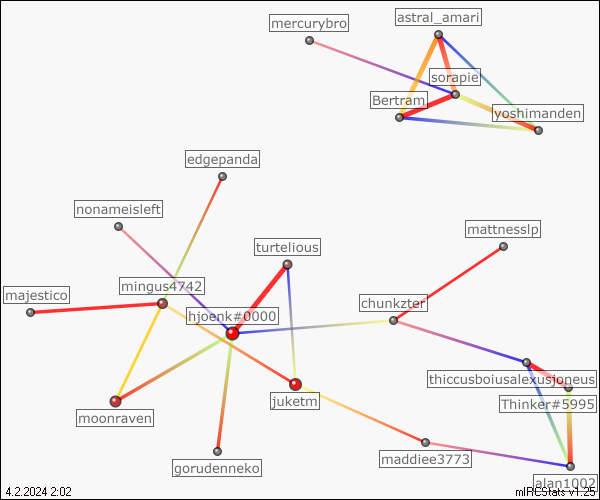 astral_amari
mercurybro
sorapie
Bertram
yoshimanden
edgepanda
nonameisleft
mattnesslp
turtelious
mingus4742
majestico
chunkzter
hjoenk#0000
thiccusboiusalexusjoneus
juketm
Thinker#5995
moonraven
maddiee3773
gorudenneko
alan1002
4.2.2024 2:02
mIRCStats v1.25